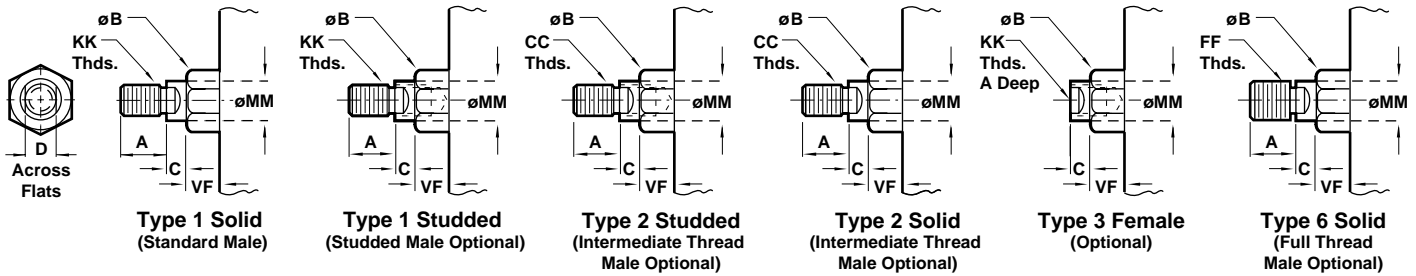 D
Across
Flats
øB
KK
Thds.
øMM
A
C
VF
Type 1 Solid
(Standard Male)
øB
KK
Thds.
øMM
A
C
VF
Type 1 Studded
(Studded Male Optional)
øB
CC
Thds.
øMM
A
C
VF
Type 2 Studded
(Intermediate Thread
Male Optional)
øB
CC
Thds.
øMM
A
C
VF
Type 2 Solid
(Intermediate Thread
Male Optional)
øB
KK
Thds.
A Deep
øMM
C
VF
Type 3 Female
(Optional)
øB
FF
Thds.
øMM
A
C
VF
Type 6 Solid
(Full Thread
Male Optional)